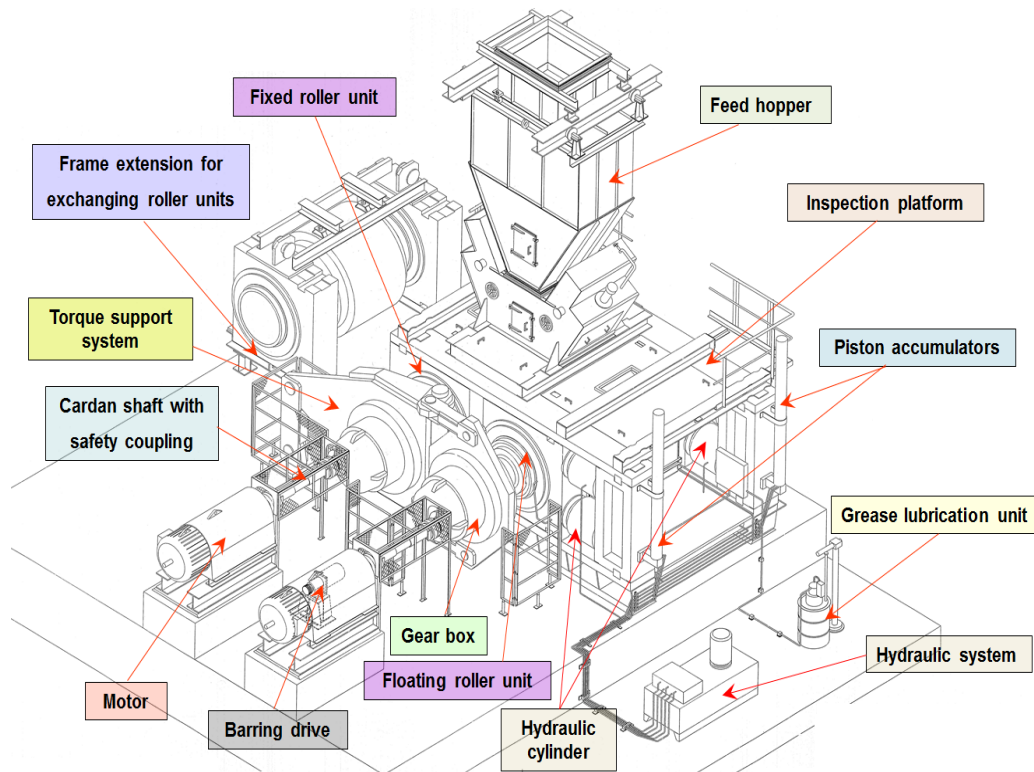 Fixed roller unit
Feed hopper
Frame extension for
exchanging roller units
Inspection platform
Torque support
system
Piston accumulators
Cardan shaft with
safety coupling
Grease lubrication unit
Gear box
Hydraulic system
Floating roller unit
Motor
Barring drive
Hydraulic
cylinder